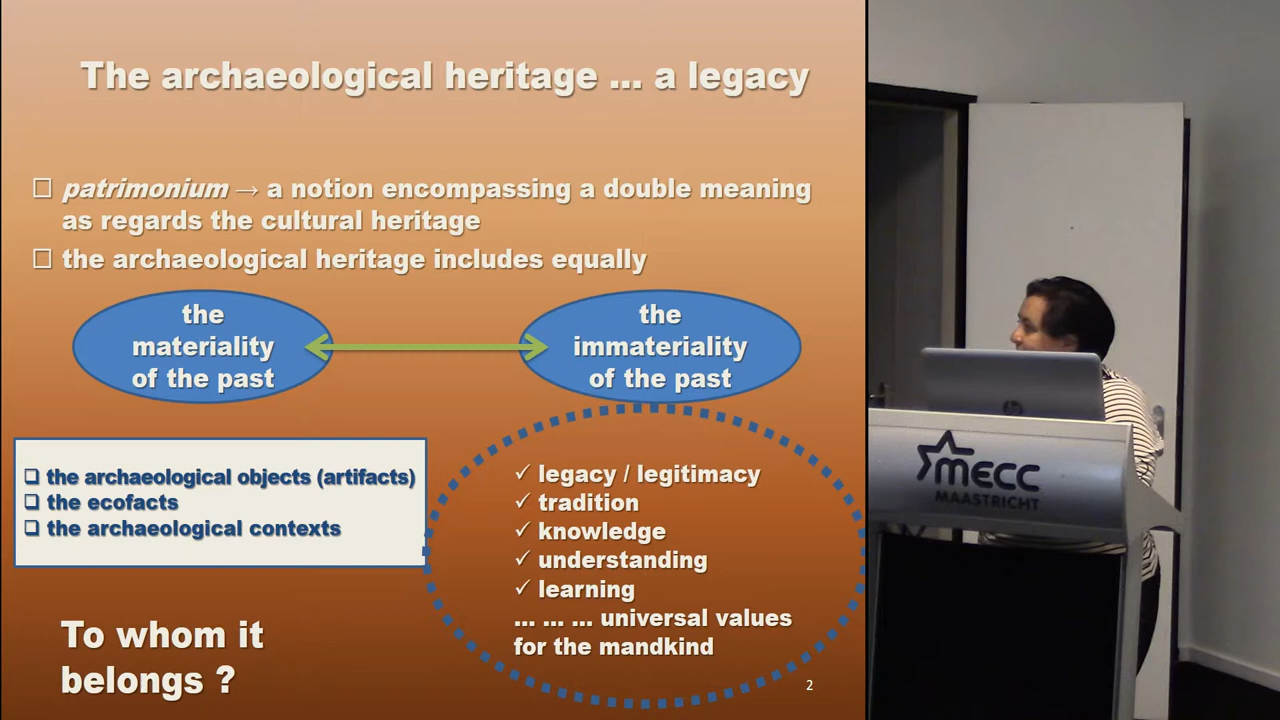 The archaeological heritage ... a legacy
□ patrimonium → a notion encompassing a double meaning
as regards the cultural heritage
□ the archaeological heritage includes equally
the
materiality
of the past
the
immateriality
of the past
❑ the archaeological objects (artifacts)
❑ the ecofacts
❑ the archaeological contexts
✓ legacy / legitimacy
✓ tradition
✓ knowledge
✓ understanding
✓ learning
... ... ... universal values
for the mandkind
To whom it
belongs ?
2
hp
mecc
MAASTRICHT